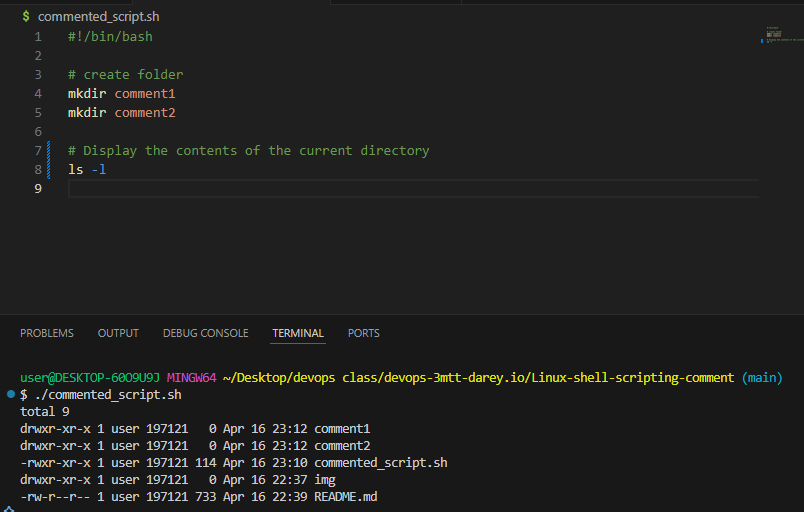 $ commented_script.sh
1 #!/bin/bash
2
3 # create folder
4 mkdir comment1
5 mkdir comment2
6
7 # Display the contents of the current directory
8 ls -l
9
PROBLEMS OUTPUT DEBUG CONSOLE TERMINAL PORTS
user@DESKTOP-60O9U9J MINGW64 ~/Desktop/devops class/devops-3mtt-darey.io/Linux-shell-scripting-comment (main)
$ ./commented_script.sh
total 9
drwxr-xr-x 1 user 197121   0 Apr 16 23:12 comment1
drwxr-xr-x 1 user 197121   0 Apr 16 23:12 comment2
-rwxr-xr-x 1 user 197121 114 Apr 16 23:10 commented_script.sh
drwxr-xr-x 1 user 197121   0 Apr 16 22:37 img
-rw-r--r-- 1 user 197121 733 Apr 16 22:39 README.md